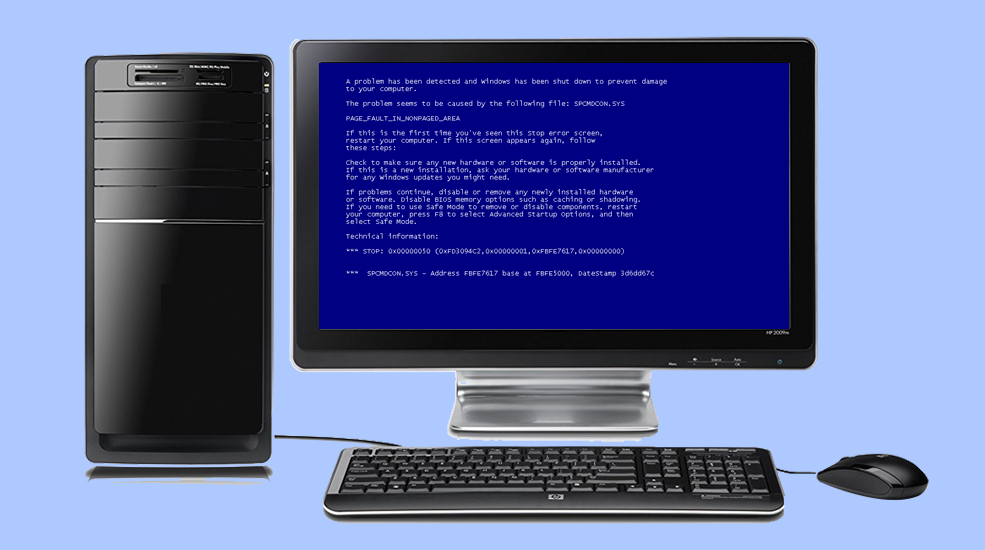 A problem has been detected and Windows has been shut down to prevent damage
to your computer.
The problem seems to be caused by the following file: SPCMDCON.SYS
PAGE_FAULT_IN_NONPAGED_AREA
If this is the first time you've seen this Stop error screen,
restart your computer. If this screen appears again, follow
these steps:
Check to make sure any new hardware or software is properly installed.
If this is a new installation, ask your hardware or software manufacturer
for any Windows updates you might need.
If problems continue, disable or remove any newly installed hardware
or software. Disable BIOS memory options such as caching or shadowing.
If you need to use Safe Mode to remove or disable components, restart
your computer, press F8 to select Advanced Startup Options, and then
select Safe Mode.
Technical information:
*** STOP: 0x00000050 (0xFD3094C2,0x00000001,0xFBFE7617,0x00000000)
*** SPCMDCON.SYS - Address FBFE7617 base at FBFE5000, DateStamp 3d6dd67c
HP 2009m
Menu
Source
Auto
OK
hp